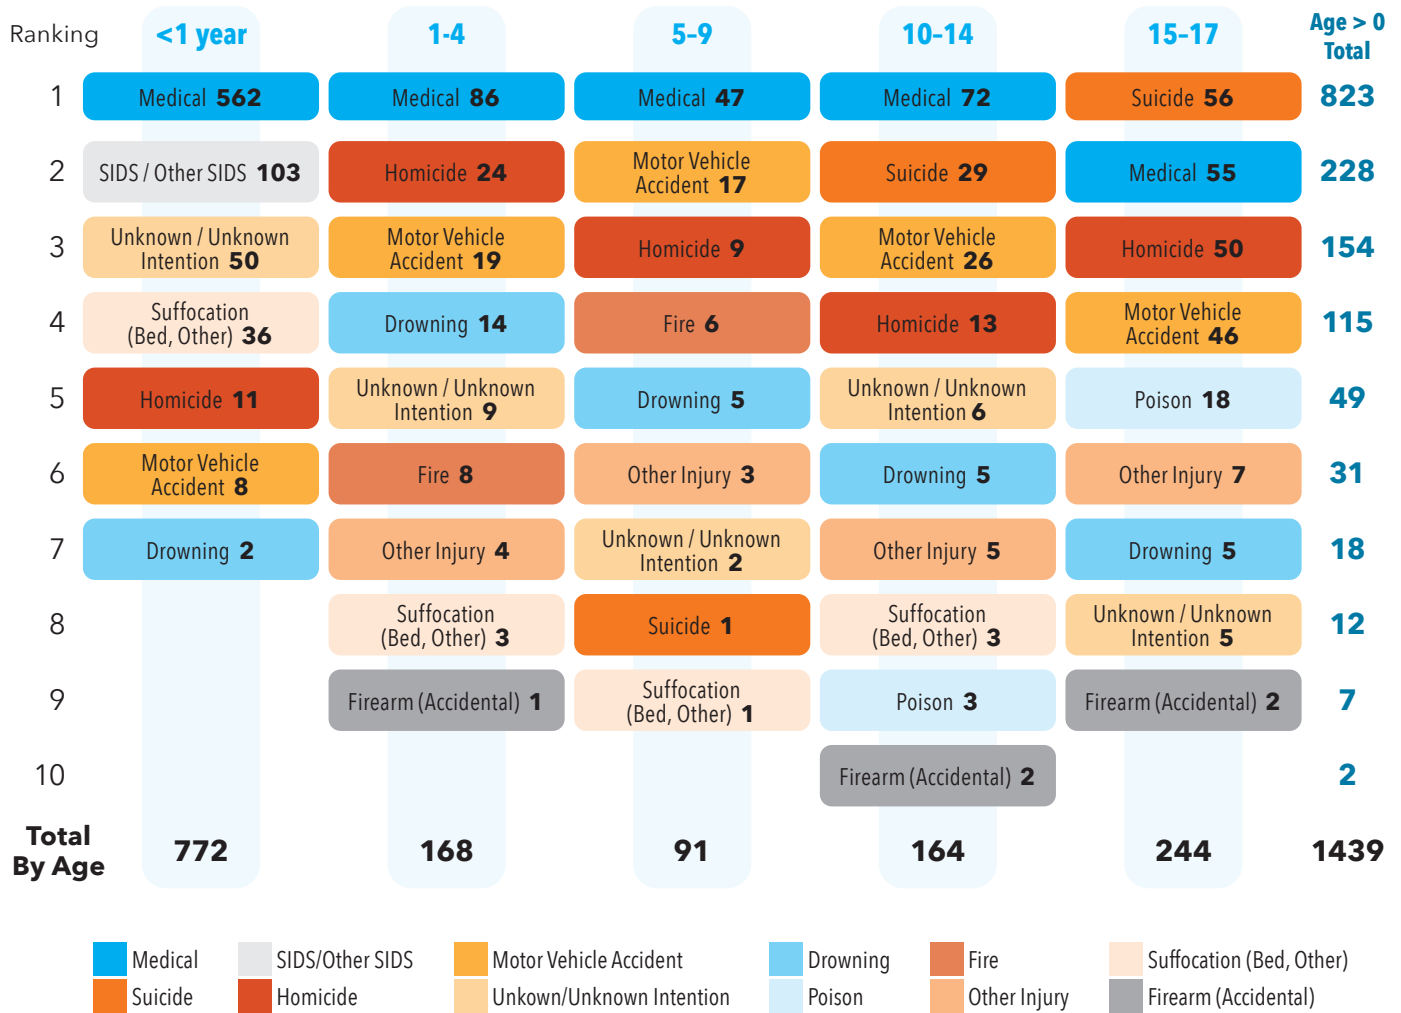 Ranking <1 year 1-4 5–9 10–14 15–17 Age > 0
Total
1 Medical 562 Medical 86 Medical 47 Medical 72 Suicide 56 823
2 SIDS / Other SIDS 103 Homicide 24 Motor Vehicle
Accident 17 Suicide 29 Medical 55 228
3 Unknown / Unknown
Intention 50 Motor Vehicle
Accident 19 Homicide 9 Motor Vehicle
Accident 26 Homicide 50 154
4 Suffocation
(Bed, Other) 36 Drowning 14 Fire 6 Homicide 13 Motor Vehicle
Accident 46 115
5 Homicide 11 Unknown / Unknown
Intention 9 Drowning 5 Unknown / Unknown
Intention 6 Poison 18 49
6 Motor Vehicle
Accident 8 Fire 8 Other Injury 3 Drowning 5 Other Injury 7 31
7 Drowning 2 Other Injury 4 Unknown / Unknown
Intention 2 Other Injury 5 Drowning 5 18
8 Suffocation
(Bed, Other) 3 Suicide 1 Suffocation
(Bed, Other) 3 Unknown / Unknown
Intention 5 12
9 Firearm (Accidental) 1 Suffocation
(Bed, Other) 1 Poison 3 Firearm (Accidental) 2 7
10 Firearm (Accidental) 2 2
Total
By Age 772 168 91 164 244 1439
Medical SIDS/Other SIDS Motor Vehicle Accident Drowning Fire Suffocation (Bed, Other)
Suicide Homicide Unkown/Unknown Intention Poison Other Injury Firearm (Accidental)